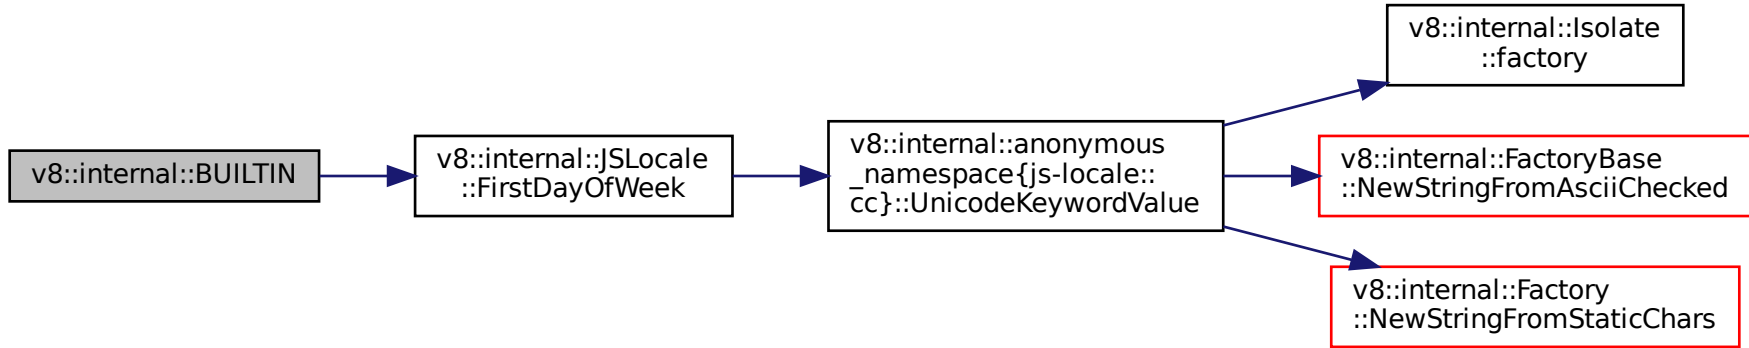 v8::internal::BUILTIN
v8::internal::JSLocale
::FirstDayOfWeek
v8::internal::anonymous
_namespace{js-locale::
cc}::UnicodeKeywordValue
v8::internal::Isolate
::factory
v8::internal::FactoryBase
::NewStringFromAsciiChecked
v8::internal::Factory
::NewStringFromStaticChars